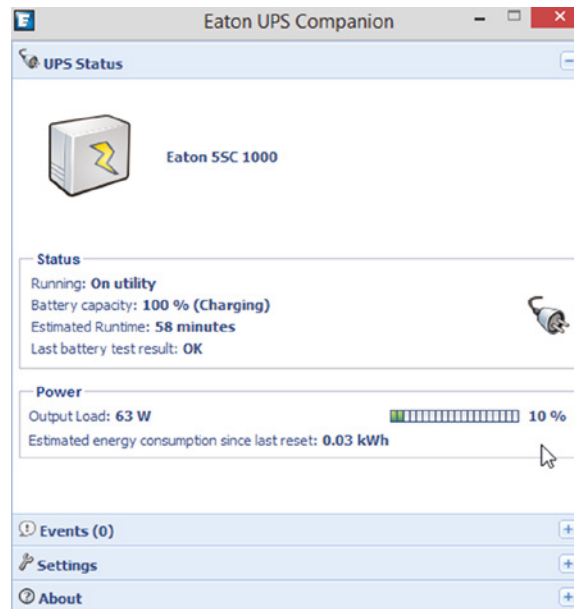 Eaton UPS Companion
UPS Status
Eaton 5SC 1000
Status
Running: On utility
Battery capacity: 100 % (Charging)
Estimated Runtime: 58 minutes
Last battery test result: OK
Power
Output Load: 63 W 10 %
Estimated energy consumption since last reset: 0.03 kWh
Events (0)
Settings
About